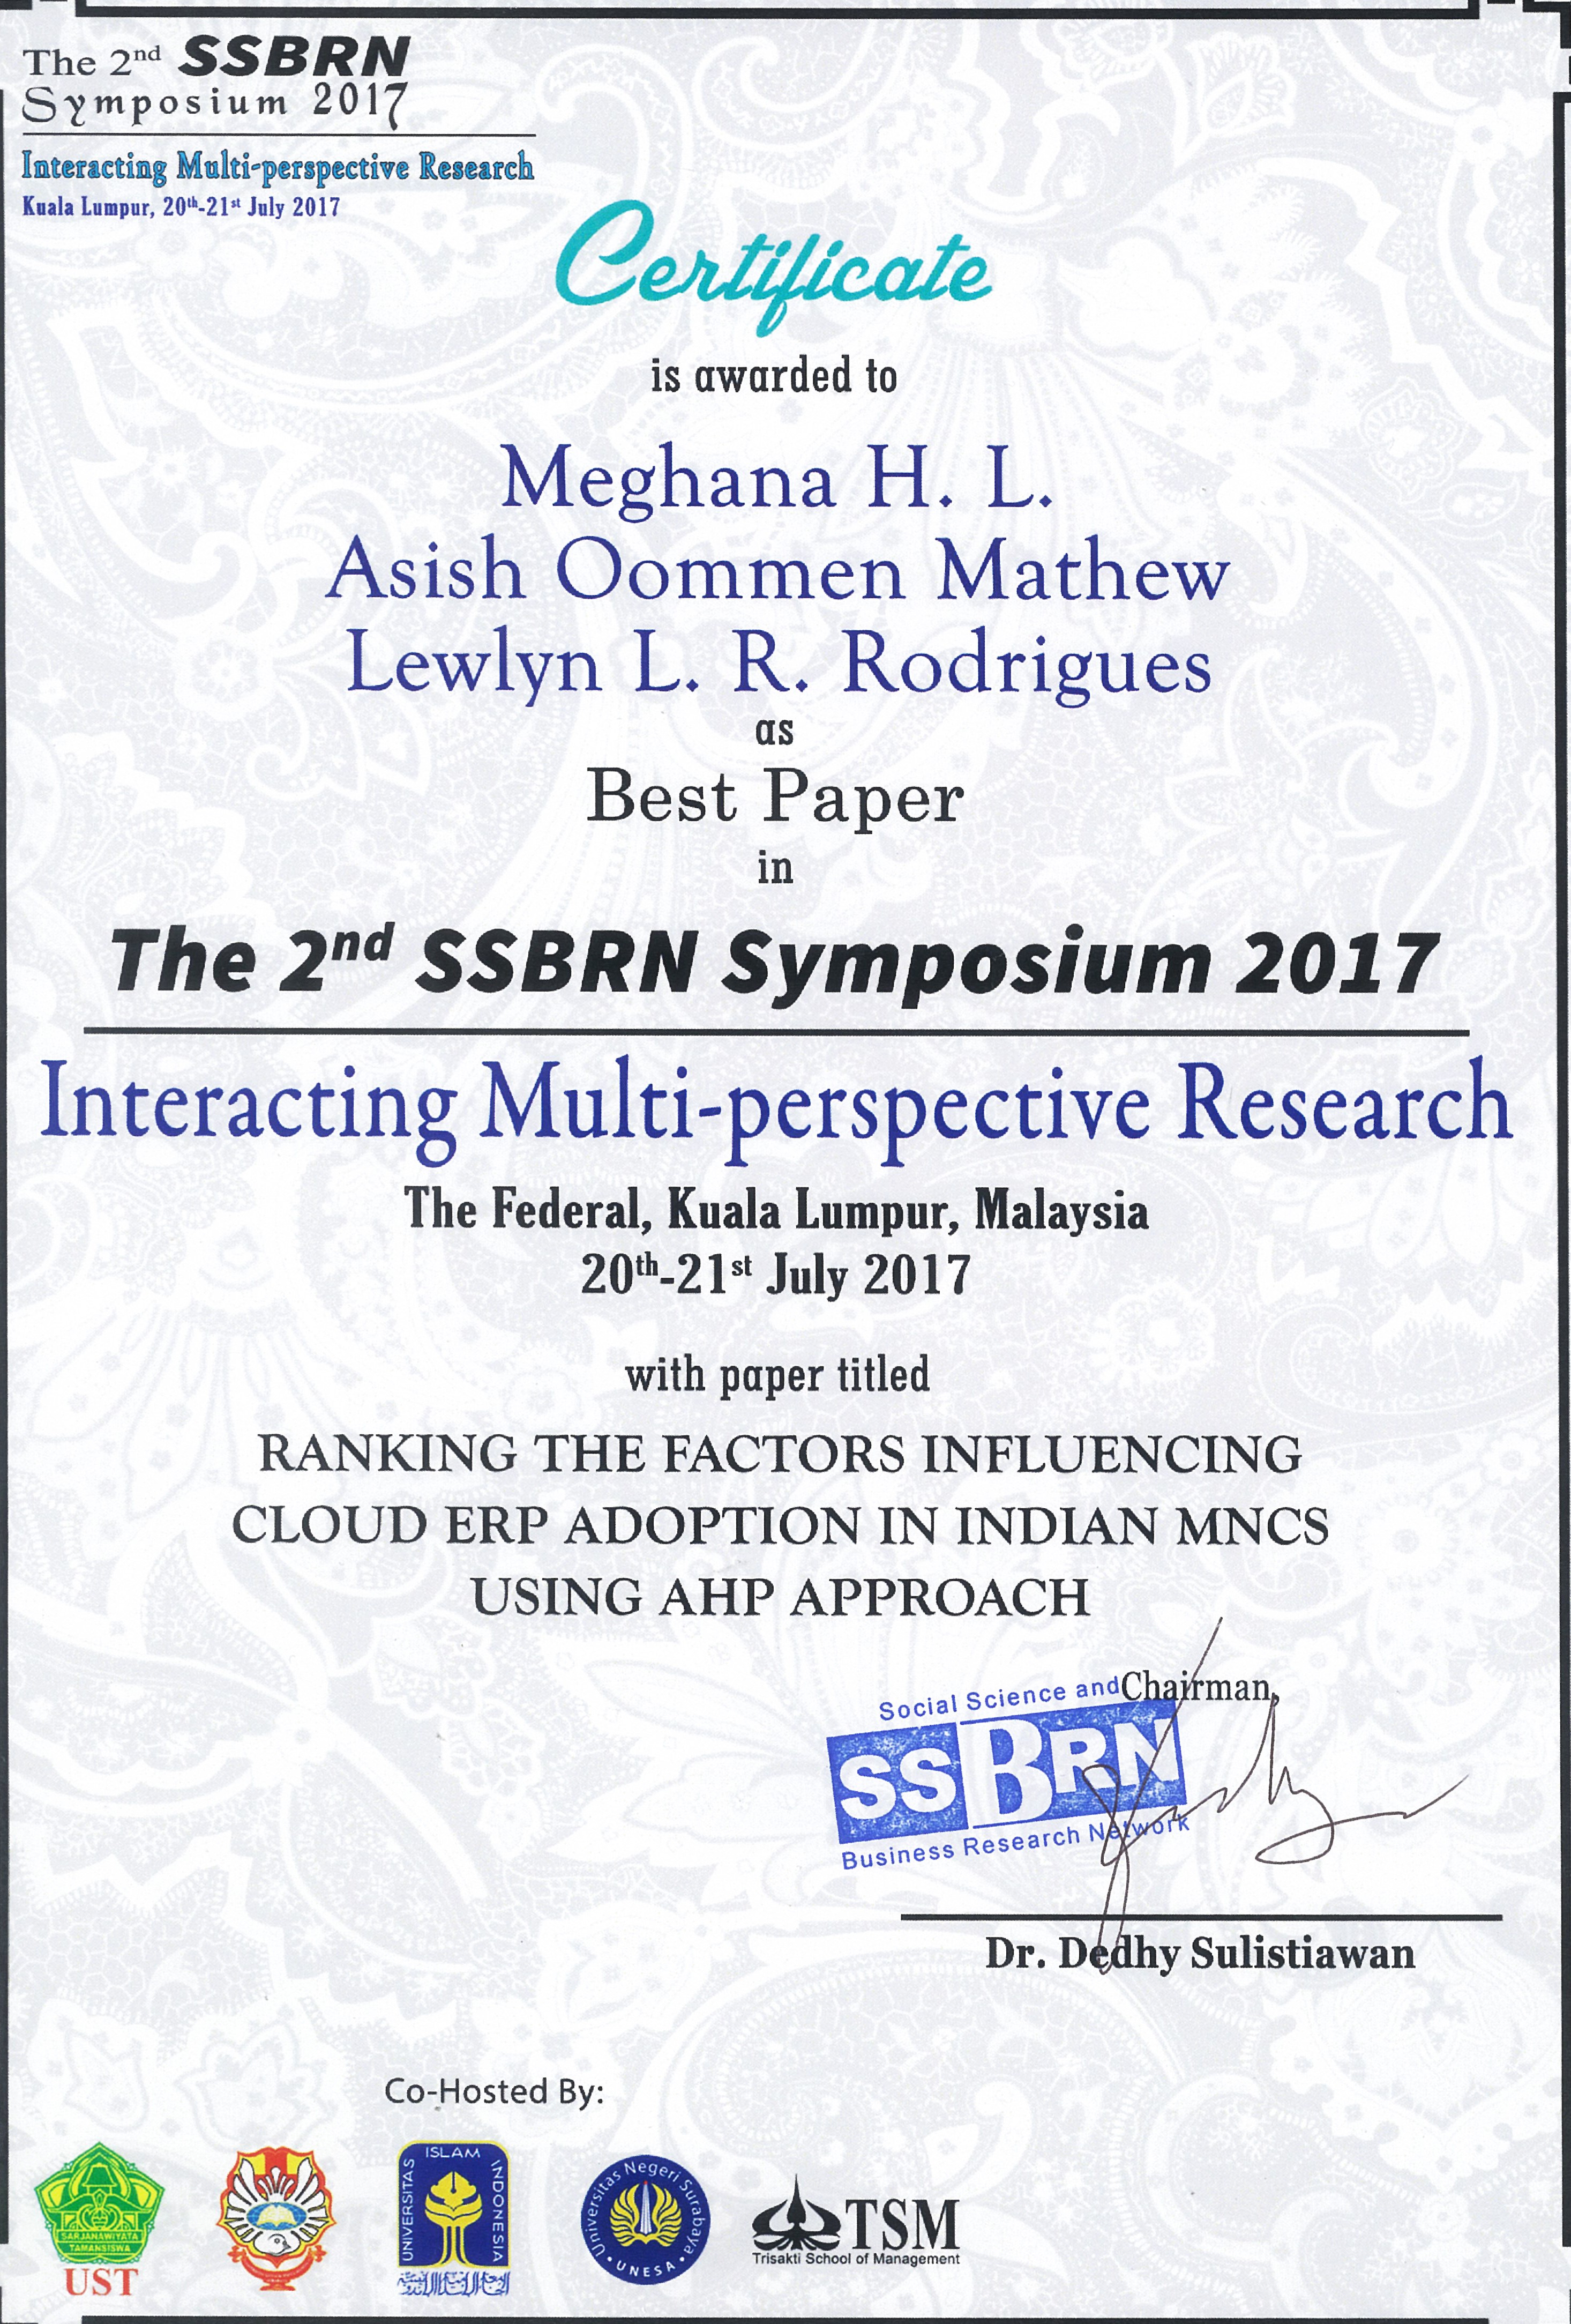 The 2nd SSBRN
Symposium 2017
Interacting Multi-perspective Research
Kuala Lumpur, 20th-21st July 2017
Certificate
is awarded to
Meghana H. L.
Asish Oommen Mathew
Lewlyn L. R. Rodrigues
as
Best Paper
in
The 2nd SSBRN Symposium 2017
Interacting Multi-perspective Research
The Federal, Kuala Lumpur, Malaysia
20th-21st July 2017
with paper titled
RANKING THE FACTORS INFLUENCING
CLOUD ERP ADOPTION IN INDIAN MNCS
USING AHP APPROACH
Chairman,
Social Science and
SSBRN
Business Research Network
Dr. Dedhy Sulistiawan
Co-Hosted By:
SARJANAWIYATA
TAMANSISWA
UST
UNIVERSITAS
ISLAM
INDONESIA
Universitas Negeri Surabaya
UNESA
TSM
Trisakti School of Management